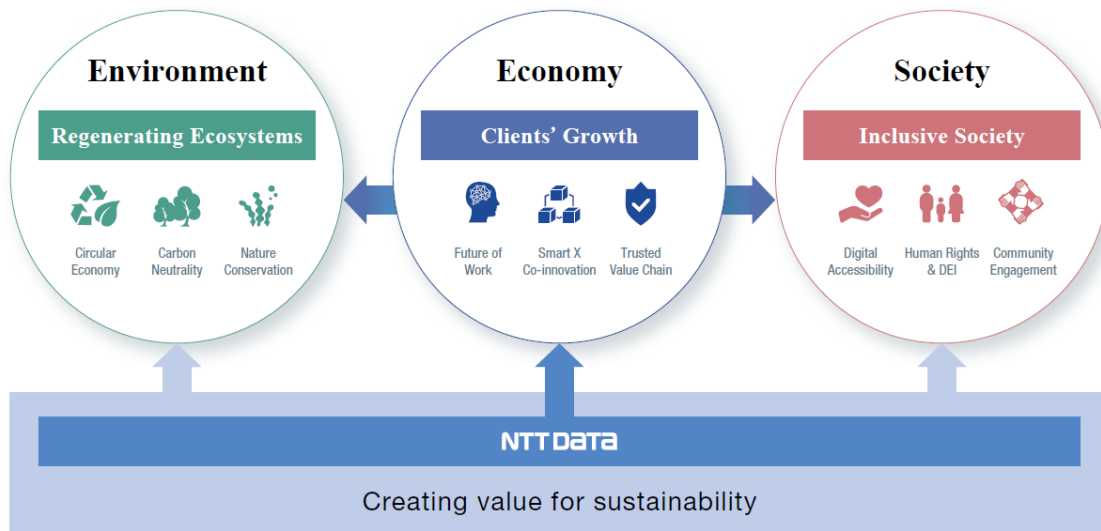 Environment
Regenerating Ecosystems
Circular
Economy
Carbon
Neutrality
Nature
Conservation
Economy
Clients’ Growth
Future of
Work
Smart X
Co-innovation
Trusted
Value Chain
Society
Inclusive Society
Digital
Accessibility
Human Rights
& DEI
Community
Engagement
NTT DATA
Creating value for sustainability